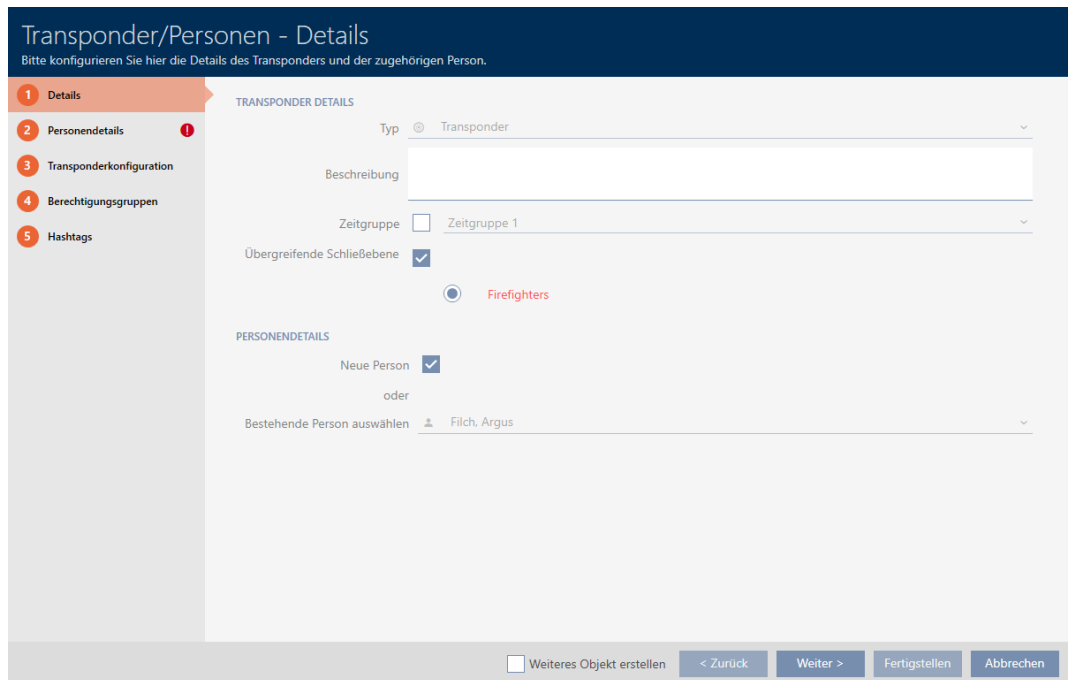 Transponder/Personen - Details
Bitte konfigurieren Sie hier die Details des Transponders und der zugehörigen Person.
1 Details
2 Personendetails !
3 Transponderkonfiguration
4 Berechtigungsgruppen
5 Hashtags
TRANSPONDER DETAILS
Typ Transponder
Beschreibung
Zeitgruppe Zeitgruppe 1
Übergreifende Schließebene
Firefighters
PERSONENDETAILS
Neue Person
oder
Bestehende Person auswählen Filch, Argus
Weiteres Objekt erstellen < Zurück Weiter > Fertigstellen Abbrechen